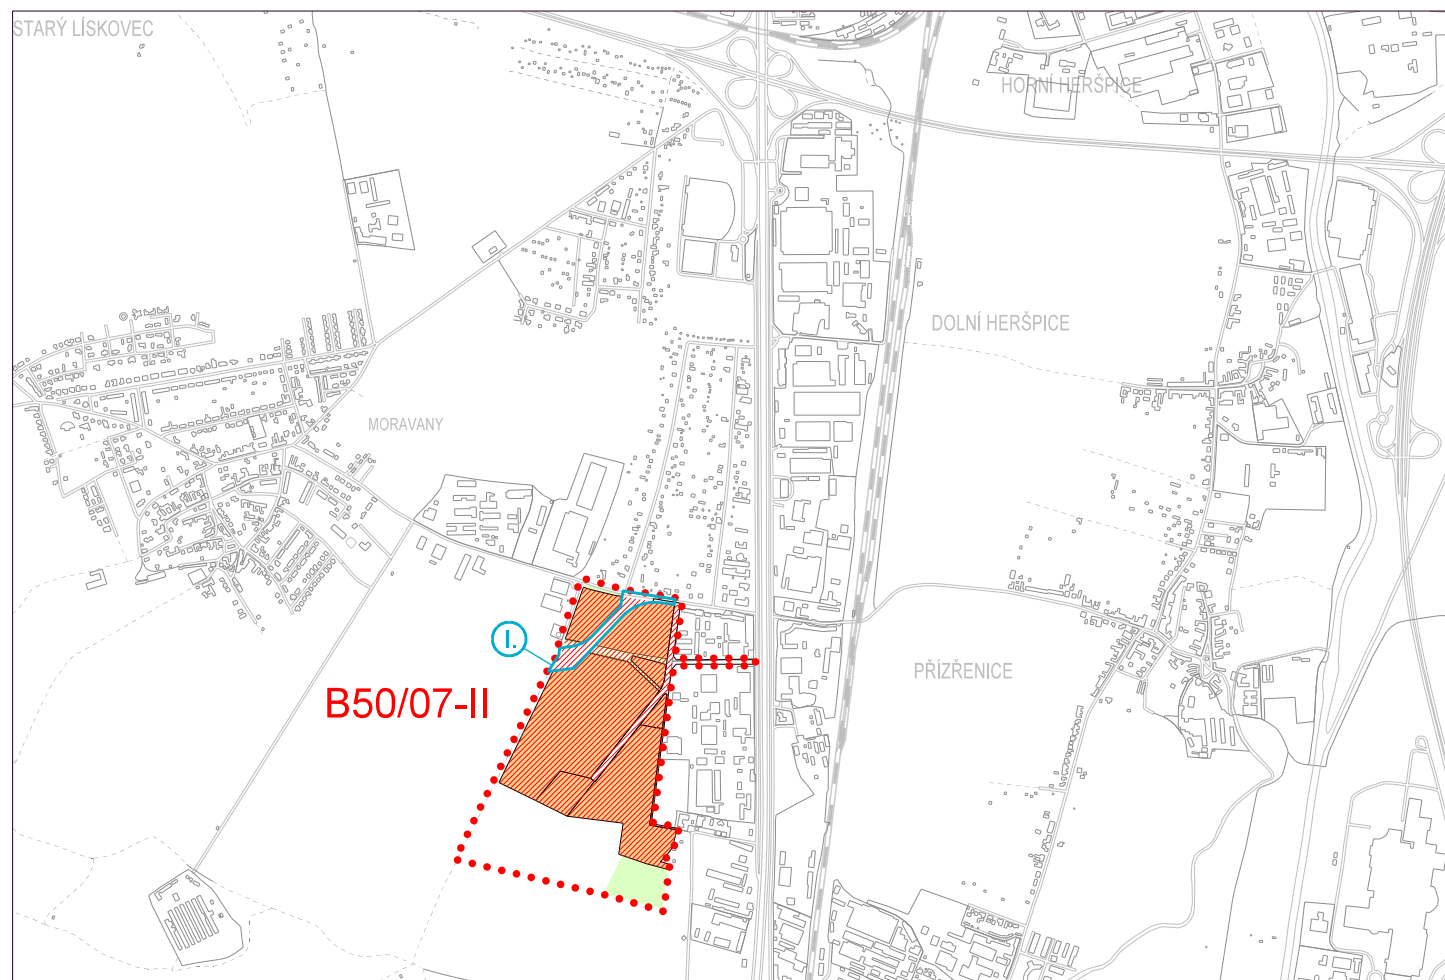 STARÝ LÍSKOVEC
HORNÍ HERŠPICE
DOLNÍ HERŠPICE
MORAVANY
I.
PŘÍZŘENICE
B50/07-II